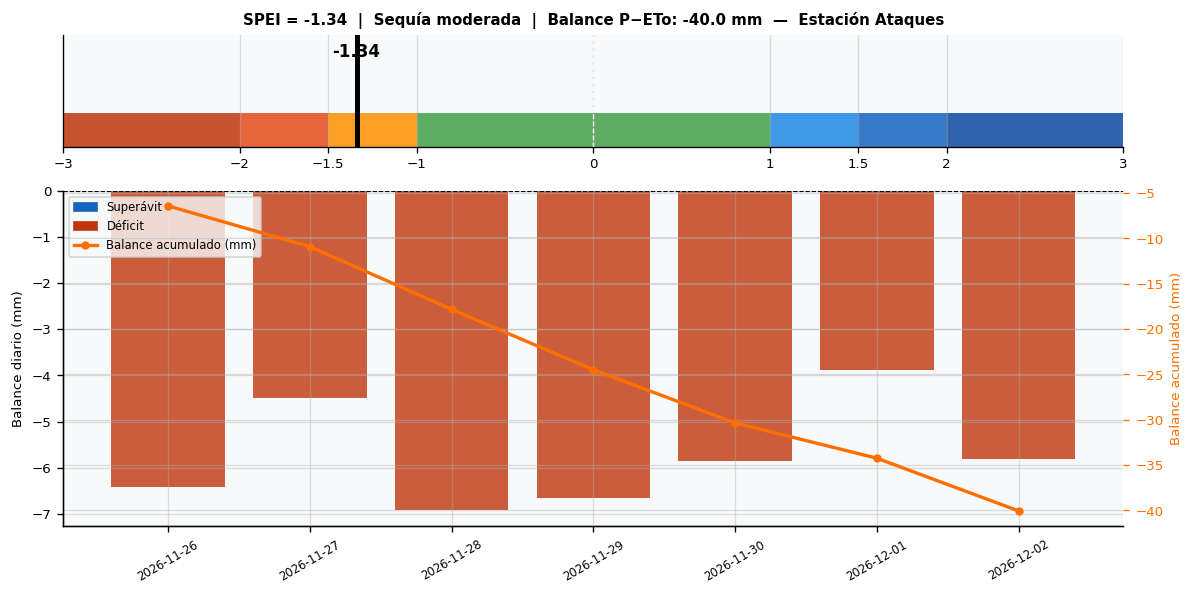 SPEI = -1.34  |  Sequía moderada  |  Balance P−ETo: -40.0 mm  —  Estación Ataques
-1.34
−3 −2 −1.5 −1 0 1 1.5 2 3
Superávit
Déficit
Balance acumulado (mm)
Balance diario (mm)
0
−1
−2
−3
−4
−5
−6
−7
−5
−10
−15
−20
−25
−30
−35
−40
Balance acumulado (mm)
2026-11-26 2026-11-27 2026-11-28 2026-11-29 2026-11-30 2026-12-01 2026-12-02